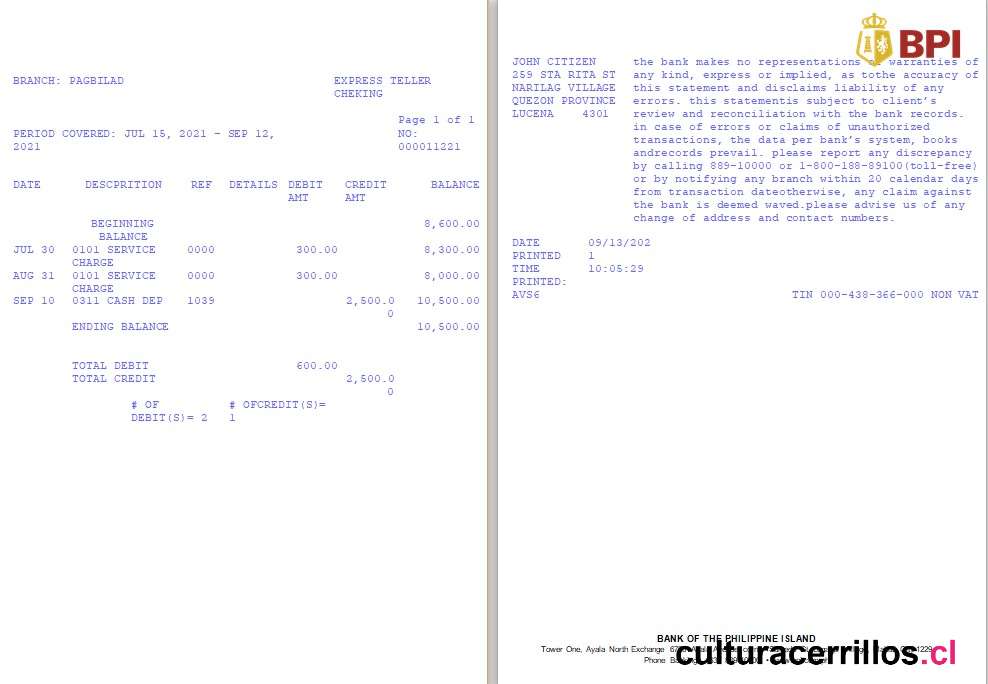 BRANCH: PAGBILAD
EXPRESS TELLER
CHEKING
Page 1 of 1
PERIOD COVERED: JUL 15, 2021 – SEP 12,
2021
NO:
000011221
DATE DESCPRITION REF DETAILS DEBIT AMT CREDIT AMT BALANCE
BEGINNING BALANCE 8,600.00
JUL 30 0101 SERVICE CHARGE 0000 300.00 8,300.00
AUG 31 0101 SERVICE CHARGE 0000 300.00 8,000.00
SEP 10 0311 CASH DEP 1039 2,500.00 10,500.00
ENDING BALANCE 10,500.00
TOTAL DEBIT 600.00
TOTAL CREDIT 2,500.00
# OF DEBIT(S)= 2 # OFCREDIT(S)= 1
BPI
JOHN CITIZEN
259 STA RITA ST
NARILAG VILLAGE
QUEZON PROVINCE
LUCENA 4301
the bank makes no representations warranties of
any kind, express or implied, as tothe accuracy of
this statement and disclaims liability of any
errors. this statementis subject to client's
review and reconciliation with the bank records.
in case of errors or claims of unauthorized
transactions, the data per bank's system, books
andrecords prevail. please report any discrepancy
by calling 889-10000 or 1-800-188-89100(toll-free)
or by notifying any branch within 20 calendar days
from transaction dateotherwise, any claim against
the bank is deemed waved.please advise us of any
change of address and contact numbers.
DATE PRINTED 09/13/202
1
TIME PRINTED: 10:05:29
AVS6
TIN 000-438-366-000 NON VAT
BANK OF THE PHILIPPINE ISLAND
Tower One, Ayala North Exchange
Phone
culturacerrillos.cl